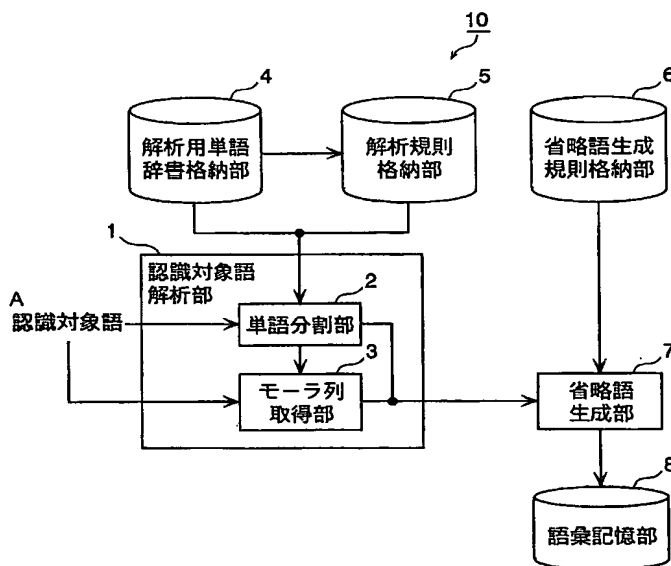 10
4
5
6
解析用単語
辞書格納部
解析規則
格納部
省略語生成
規則格納部
1
認識対象語
解析部
2
A
認識対象語
単語分割部
3
モーラ列
取得部
7
省略語
生成部
8
語彙記憶部